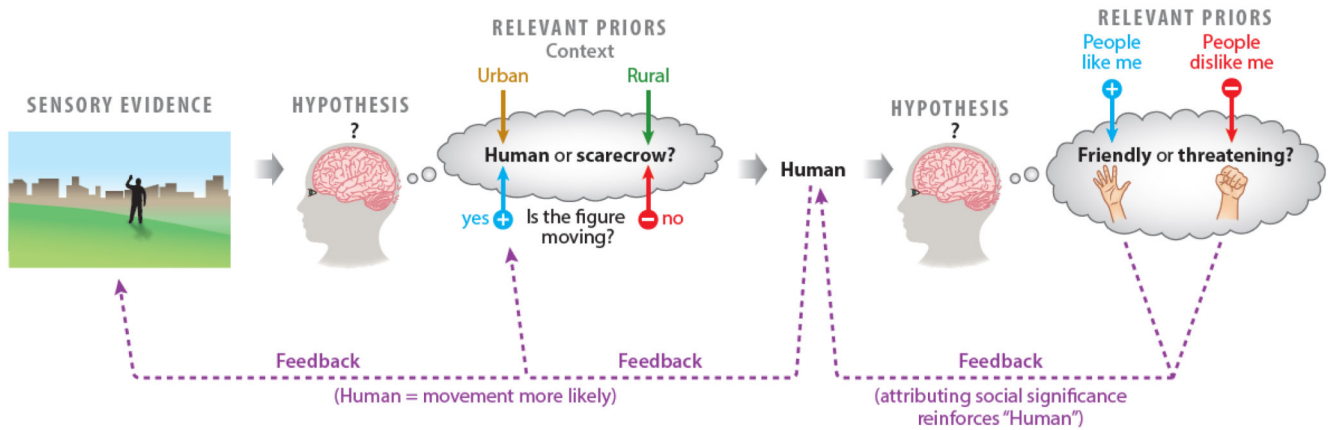 SENSORY EVIDENCE
HYPOTHESIS
?
RELEVANT PRIORS
Context
Urban
Rural
Human or scarecrow?
yes +
Is the figure
moving?
– no
Human
HYPOTHESIS
?
RELEVANT PRIORS
People
like me
People
dislike me
+
–
Friendly or threatening?
Feedback
Feedback
(Human = movement more likely)
Feedback
(attributing social significance
reinforces “Human”)